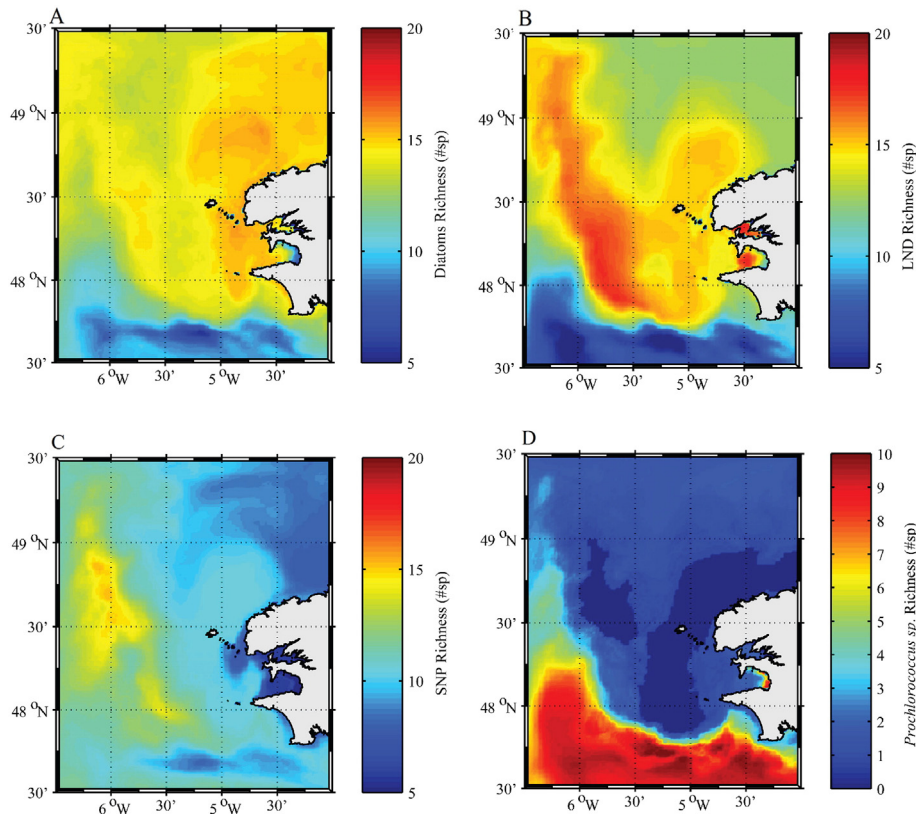 A
30'
49 °N
30'
48 °N
30'
6 °W
30'
5 °W
30'
20
15
10
5
Diatoms Richness (#sp)
B
30'
49 °N
30'
48 °N
30'
6 °W
30'
5 °W
30'
20
15
10
5
LND Richness (#sp)
C
30'
49 °N
30'
48 °N
30'
6 °W
30'
5 °W
30'
20
15
10
5
SNP Richness (#sp)
D
30'
49 °N
30'
48 °N
30'
6 °W
30'
5 °W
30'
10
9
8
7
6
5
4
3
2
1
0
Prochlorococcus sp. Richness (#sp)